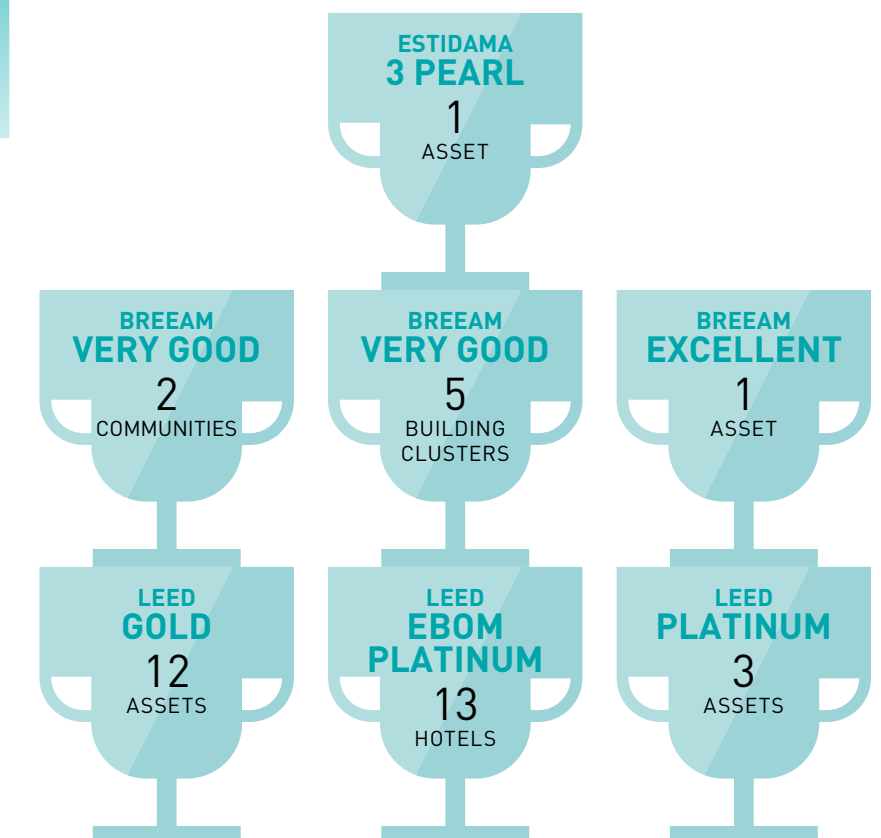 ESTIDAMA
3 PEARL
1
ASSET
BREEAM
VERY GOOD
2
COMMUNITIES
BREEAM
VERY GOOD
5
BUILDING
CLUSTERS
BREEAM
EXCELLENT
1
ASSET
LEED
GOLD
12
ASSETS
LEED
EBOM
PLATINUM
13
HOTELS
LEED
PLATINUM
3
ASSETS